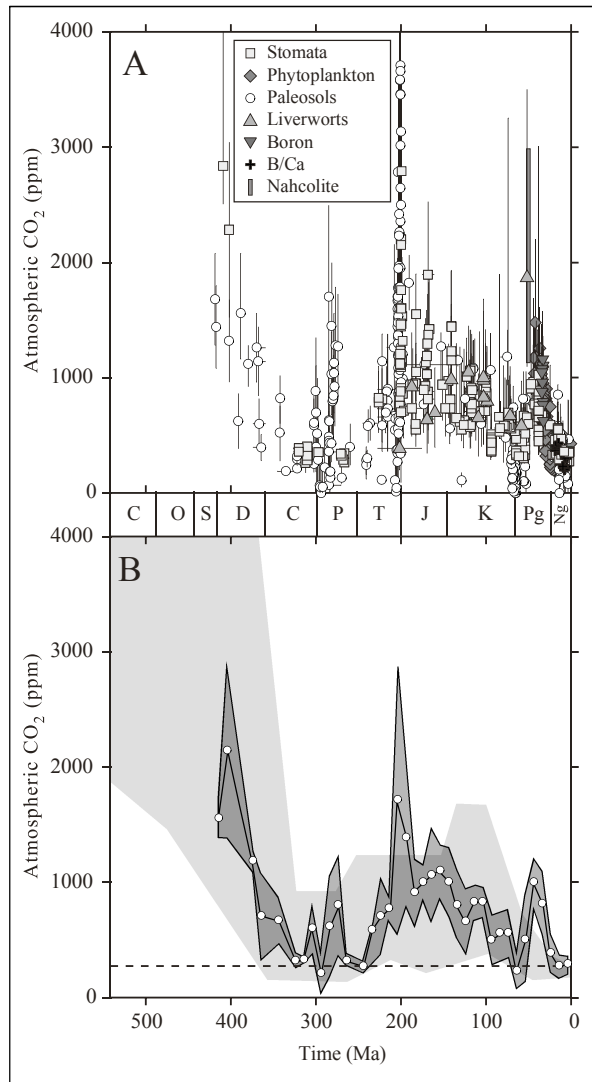 4000
A
Stomata
Phytoplankton
Paleosols
Liverworts
Boron
B/Ca
Nahcolite
3000
2000
1000
0
Atmospheric CO2 (ppm)
C O S D C P T J K Pg Ng
4000
B
3000
2000
1000
0
Atmospheric CO2 (ppm)
500 400 300 200 100 0
Time (Ma)